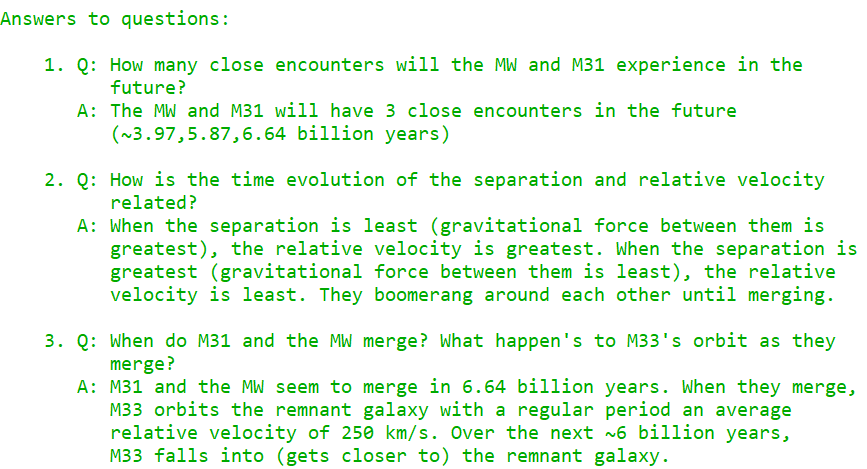 Answers to questions:
1. Q: How many close encounters will the MW and M31 experience in the
future?
A: The MW and M31 will have 3 close encounters in the future
(~3.97,5.87,6.64 billion years)
2. Q: How is the time evolution of the separation and relative velocity
related?
A: When the separation is least (gravitational force between them is
greatest), the relative velocity is greatest. When the separation is
greatest (gravitational force between them is least), the relative
velocity is least. They boomerang around each other until merging.
3. Q: When do M31 and the MW merge? What happen's to M33's orbit as they
merge?
A: M31 and the MW seem to merge in 6.64 billion years. When they merge,
M33 orbits the remnant galaxy with a regular period an average
relative velocity of 250 km/s. Over the next ~6 billion years,
M33 falls into (gets closer to) the remnant galaxy.